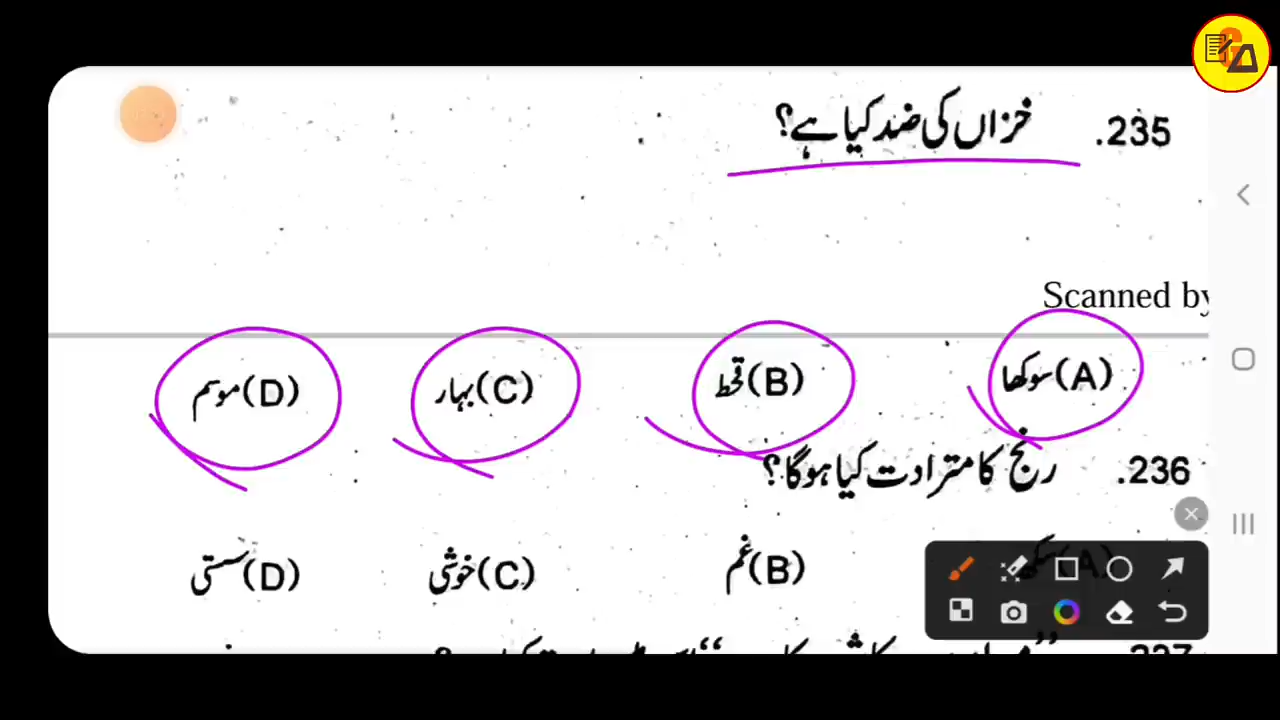 235. خزاں کی ضد کیا ہے؟
Scanned by
(A) سوکھا (B) قحط (C) بہار (D) موسم
236. رنج کا مترادت کیا ہوگا؟
(B) غم (C) خوشی (D) سستی